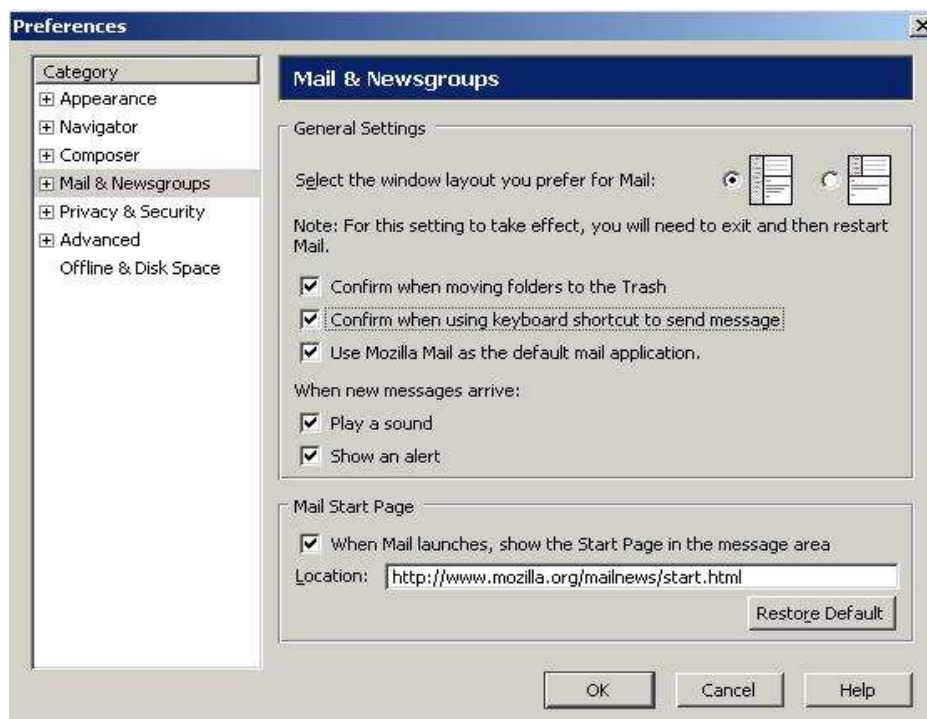 Preferences
Category
Appearance
Navigator
Composer
Mail & Newsgroups
Privacy & Security
Advanced
Offline & Disk Space
Mail & Newsgroups
General Settings
Select the window layout you prefer for Mail:
Note: For this setting to take effect, you will need to exit and then restart
Mail.
Confirm when moving folders to the Trash
Confirm when using keyboard shortcut to send message
Use Mozilla Mail as the default mail application.
When new messages arrive:
Play a sound
Show an alert
Mail Start Page
When Mail launches, show the Start Page in the message area
Location: http://www.mozilla.org/mailnews/start.html
Restore Default
OK Cancel Help